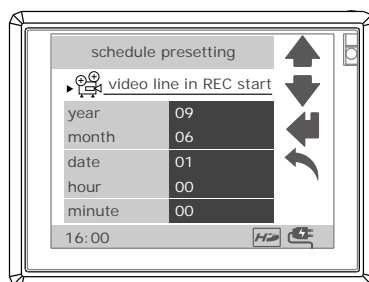 schedule presetting
video line in REC start
year 09
month 06
date 01
hour 00
minute 00
16:00 HD